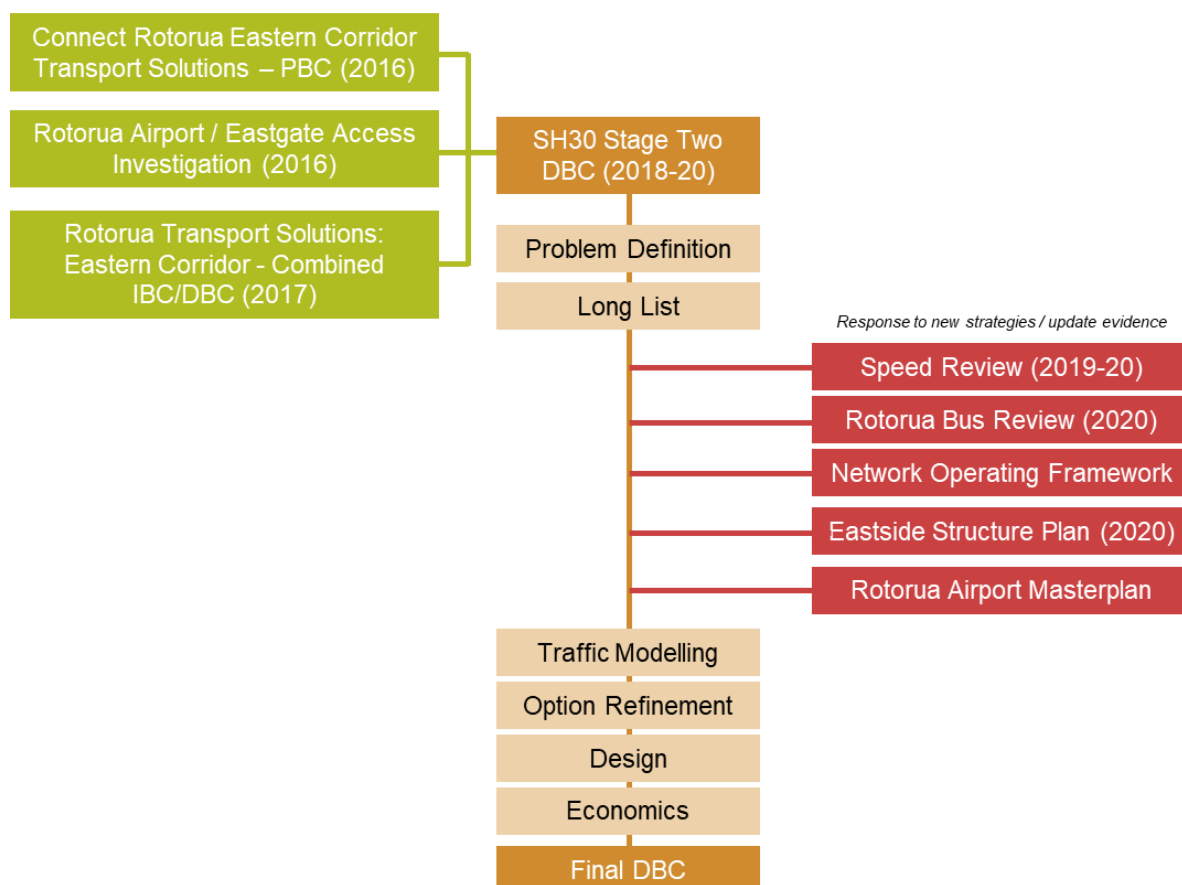 Connect Rotorua Eastern Corridor
Transport Solutions – PBC (2016)
Rotorua Airport / Eastgate Access
Investigation (2016)
Rotorua Transport Solutions:
Eastern Corridor - Combined
IBC/DBC (2017)
SH30 Stage Two
DBC (2018-20)
Problem Definition
Long List
Response to new strategies / update evidence
Speed Review (2019-20)
Rotorua Bus Review (2020)
Network Operating Framework
Eastside Structure Plan (2020)
Rotorua Airport Masterplan
Traffic Modelling
Option Refinement
Design
Economics
Final DBC